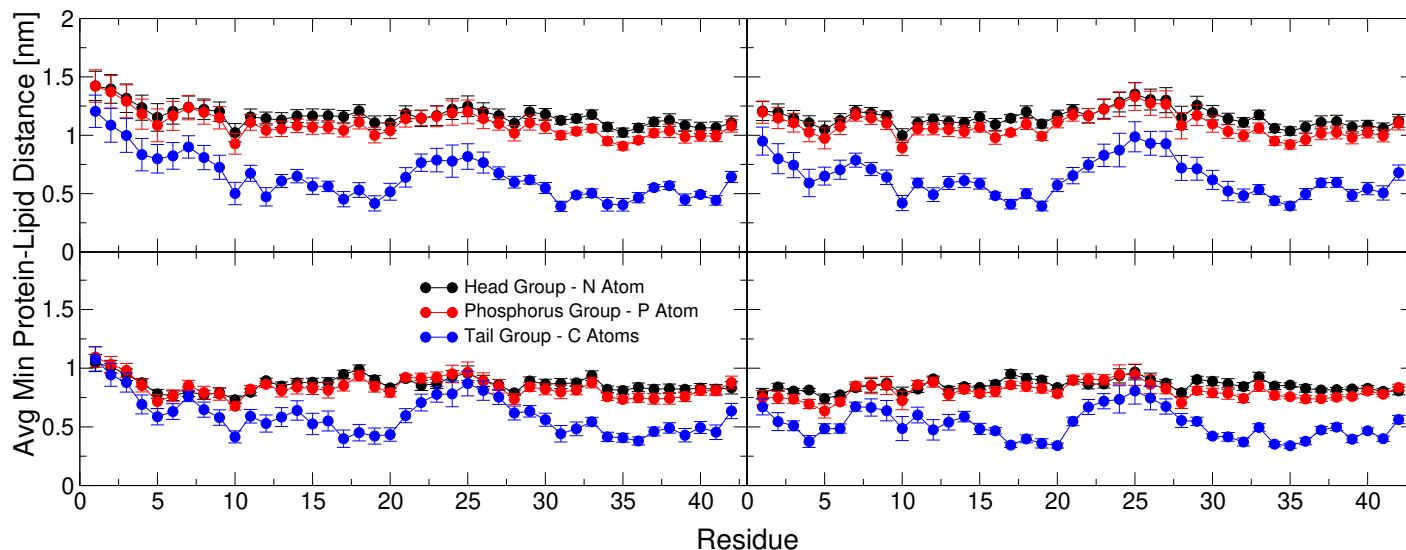 Avg Min Protein-Lipid Distance [nm]
2
1.5
1
0.5
0
1.5
1
0.5
0
Head Group - N Atom
Phosphorus Group - P Atom
Tail Group - C Atoms
0 5 10 15 20 25 30 35 40 0 5 10 15 20 25 30 35 40
Residue